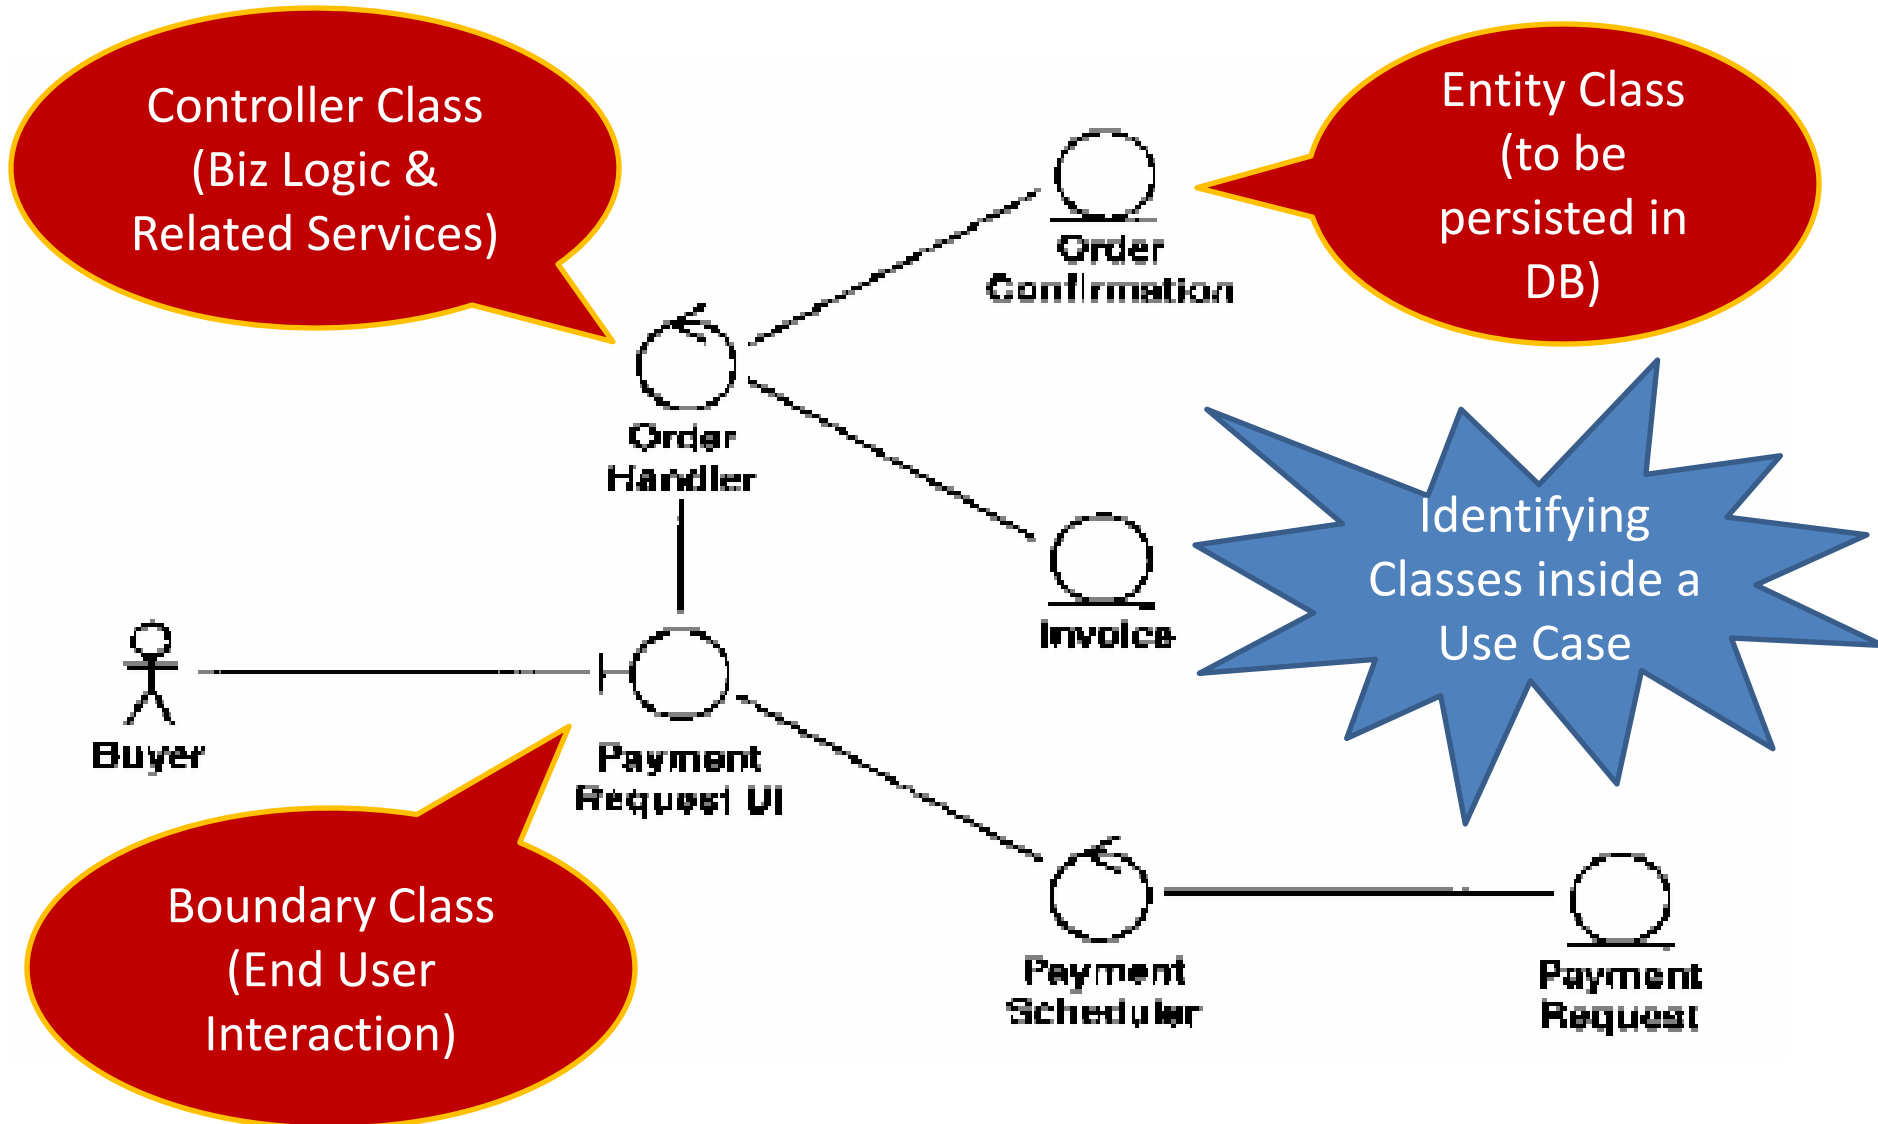 Controller Class
(Biz Logic &
Related Services)
Entity Class
(to be
persisted in
DB)
Order
Confirmation
Order
Handler
Identifying
Classes inside a
Use Case
Invoice
Buyer
Payment
Request UI
Boundary Class
(End User
Interaction)
Payment
Scheduler
Payment
Request